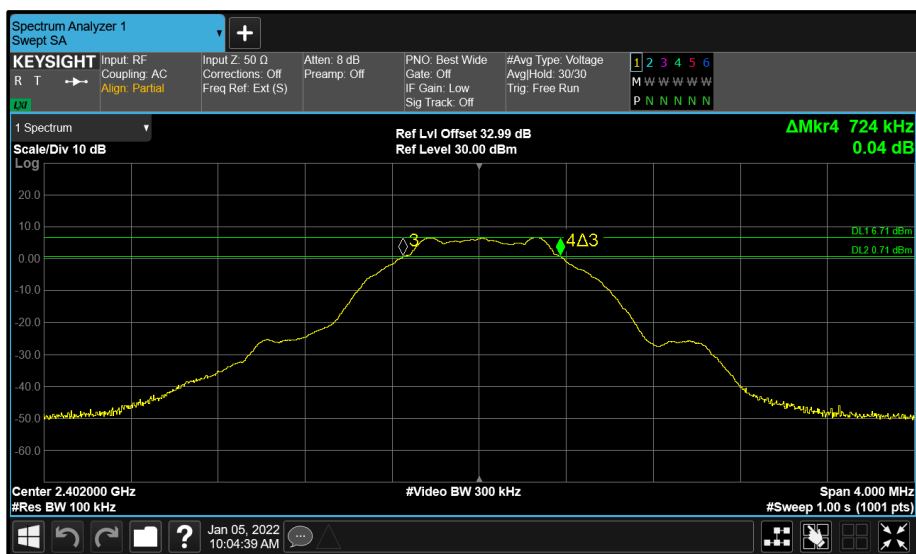 Spectrum Analyzer 1
Swept SA
+
KEYSIGHT
R T
LXI
Input: RF
Coupling: AC
Align: Partial
Input Z: 50 Ω
Corrections: Off
Freq Ref: Ext (S)
Atten: 8 dB
Preamp: Off
PNO: Best Wide
Gate: Off
IF Gain: Low
Sig Track: Off
#Avg Type: Voltage
Avg|Hold: 30/30
Trig: Free Run
1 2 3 4 5 6
M W W W W W
P N N N N N
1 Spectrum
Scale/Div 10 dB
Ref Lvl Offset 32.99 dB
Ref Level 30.00 dBm
ΔMkr4 724 kHz
0.04 dB
Log
20.0
10.0
0.00
-10.0
-20.0
-30.0
-40.0
-50.0
-60.0
3
4Δ3
DL1 6.71 dBm
DL2 0.71 dBm
Center 2.402000 GHz
#Res BW 100 kHz
#Video BW 300 kHz
Span 4.000 MHz
#Sweep 1.00 s (1001 pts)
?
Jan 05, 2022
10:04:39 AM